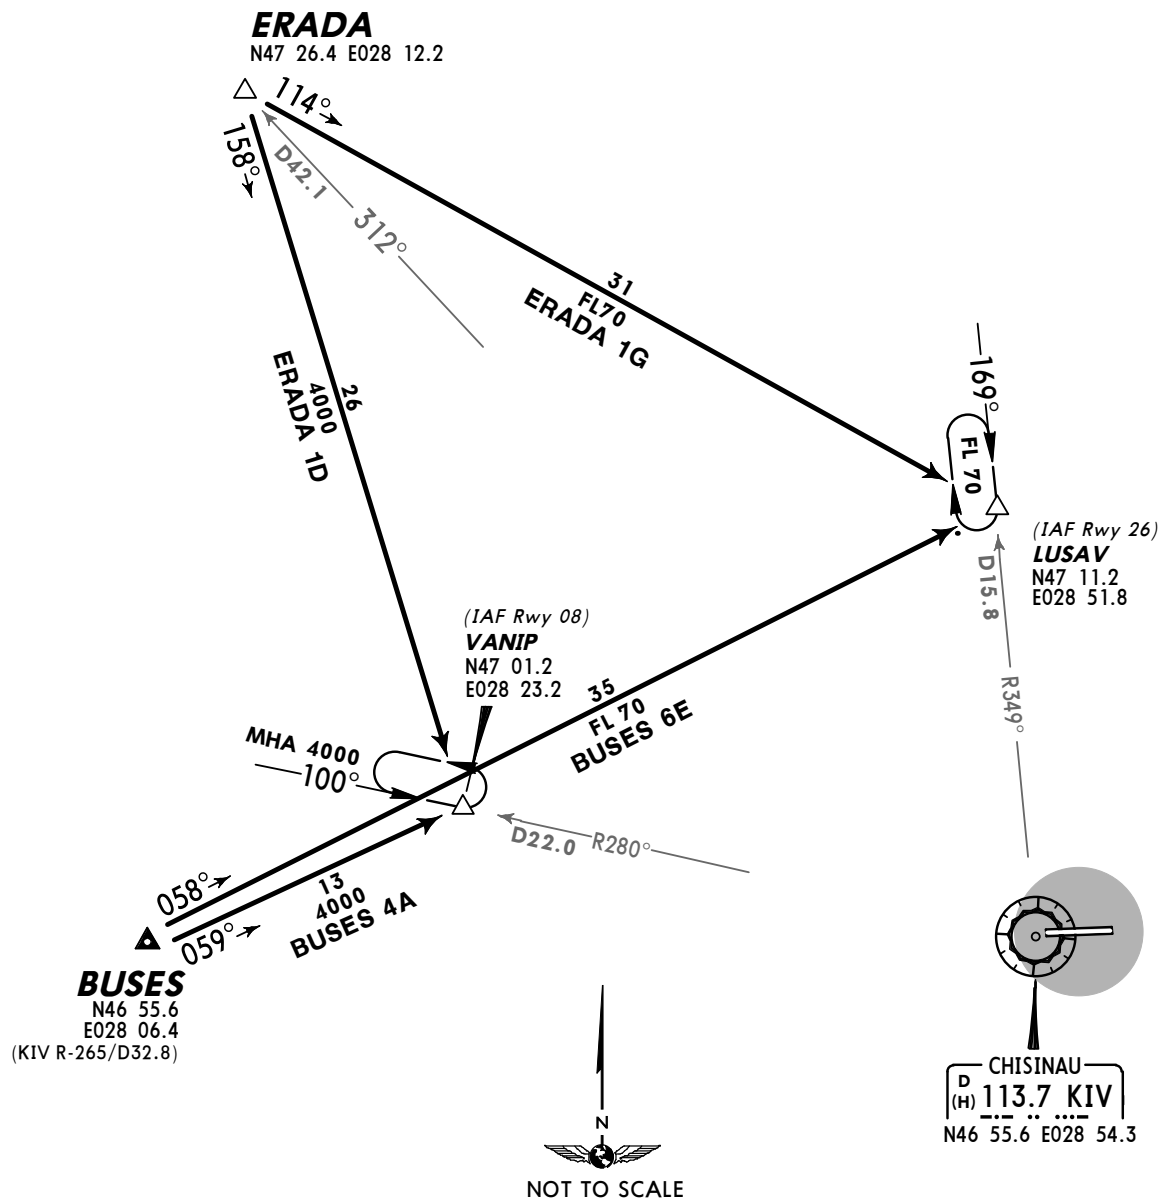 ERADA
N47 26.4 E028 12.2
114°
158°
D42.1
312°
31
FL70
ERADA 1G
26
4000
ERADA 1D
169°
FL 70
(IAF Rwy 26)
LUSAV
N47 11.2
E028 51.8
D15.8
R349°
(IAF Rwy 08)
VANIP
N47 01.2
E028 23.2
35
FL 70
BUSES 6E
MHA 4000
100°
D22.0 R280°
058°
13
4000
BUSES 4A
059°
BUSES
N46 55.6
E028 06.4
(KIV R-265/D32.8)
CHISINAU
D
(H) 113.7 KIV
N46 55.6 E028 54.3
N
NOT TO SCALE